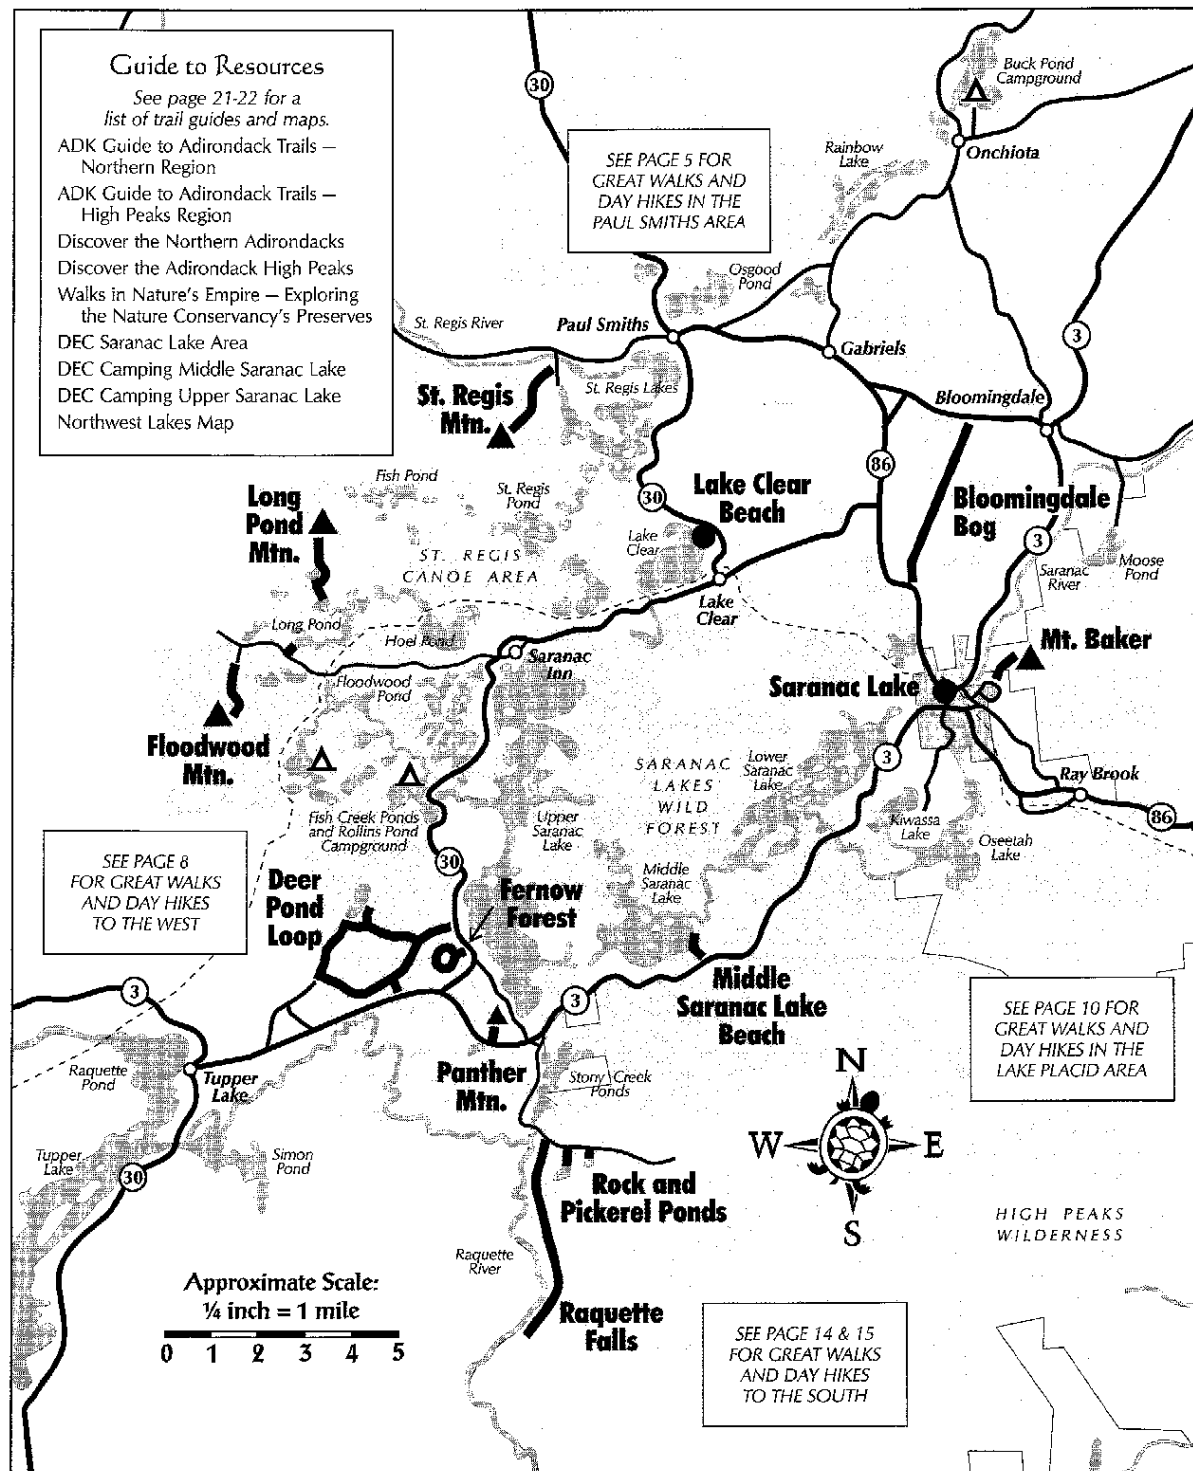 Guide to Resources
See page 21-22 for a
list of trail guides and maps.
ADK Guide to Adirondack Trails —
Northern Region
ADK Guide to Adirondack Trails —
High Peaks Region
Discover the Northern Adirondacks
Discover the Adirondack High Peaks
Walks in Nature's Empire — Exploring
the Nature Conservancy's Preserves
DEC Saranac Lake Area
DEC Camping Middle Saranac Lake
DEC Camping Upper Saranac Lake
Northwest Lakes Map
30
Buck Pond
Campground
SEE PAGE 5 FOR
GREAT WALKS AND
DAY HIKES IN THE
PAUL SMITHS AREA
Rainbow
Lake
Onchiota
Osgood
Pond
St. Regis River
Paul Smiths
Gabriels
3
St. Regis
Mtn.
St. Regis Lakes
Bloomingdale
86
Long
Pond
Mtn.
Fish Pond
St. Regis
Pond
30
Lake Clear
Beach
Bloomingdale
Bog
ST. REGIS
CANOE AREA
Lake
Clear
3
Saranac
River
Moose
Pond
Lake
Clear
Long Pond
Hoel Pond
Saranac
Inn
Mt. Baker
Floodwood
Pond
Saranac Lake
Floodwood
Mtn.
SARANAC
LAKES
WILD
FOREST
Lower
Saranac
Lake
3
Ray Brook
86
Fish Creek Ponds
and Rollins Pond
Campground
Upper
Saranac
Lake
Kiwassa
Lake
Oseetah
Lake
SEE PAGE 8
FOR GREAT WALKS
AND DAY HIKES
TO THE WEST
30
Deer
Pond
Loop
Fernow
Forest
Middle
Saranac
Lake
3
3
Middle
Saranac Lake
Beach
SEE PAGE 10 FOR
GREAT WALKS AND
DAY HIKES IN THE
LAKE PLACID AREA
Raquette
Pond
Tupper
Lake
Panther
Mtn.
Stony Creek
Ponds
N
W
E
S
Tupper
Lake
30
Simon
Pond
Rock and
Pickerel Ponds
HIGH PEAKS
WILDERNESS
Raquette
River
Approximate Scale:
¼ inch = 1 mile
0 1 2 3 4 5
Raquette
Falls
SEE PAGE 14 & 15
FOR GREAT WALKS
AND DAY HIKES
TO THE SOUTH